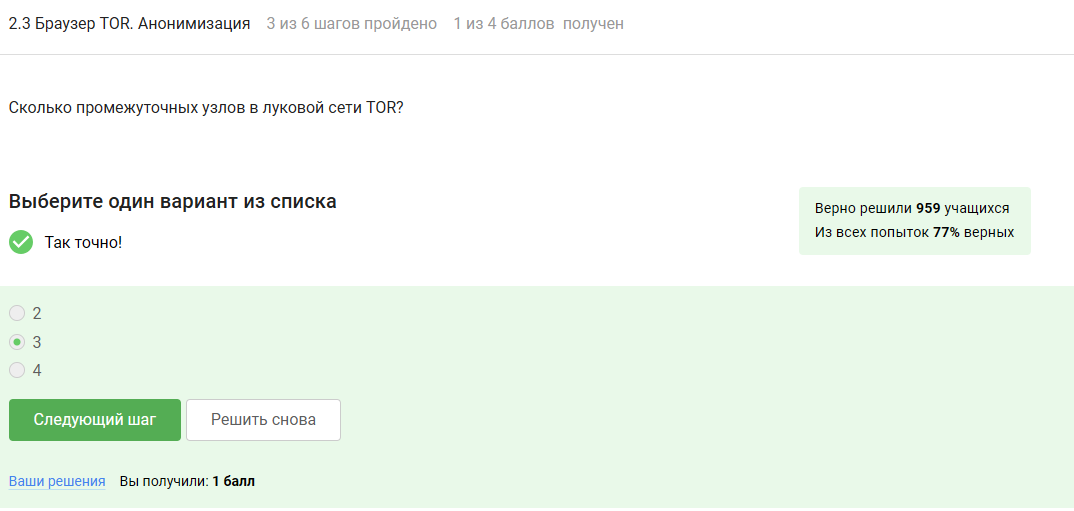 2.3 Браузер TOR. Анонимизация 3 из 6 шагов пройдено 1 из 4 баллов получен
Сколько промежуточных узлов в луковой сети TOR?
Выберите один вариант из списка
Так точно!
Верно решили 959 учащихся
Из всех попыток 77% верных
2
3
4
Следующий шаг Решить снова
Ваши решения Вы получили: 1 балл